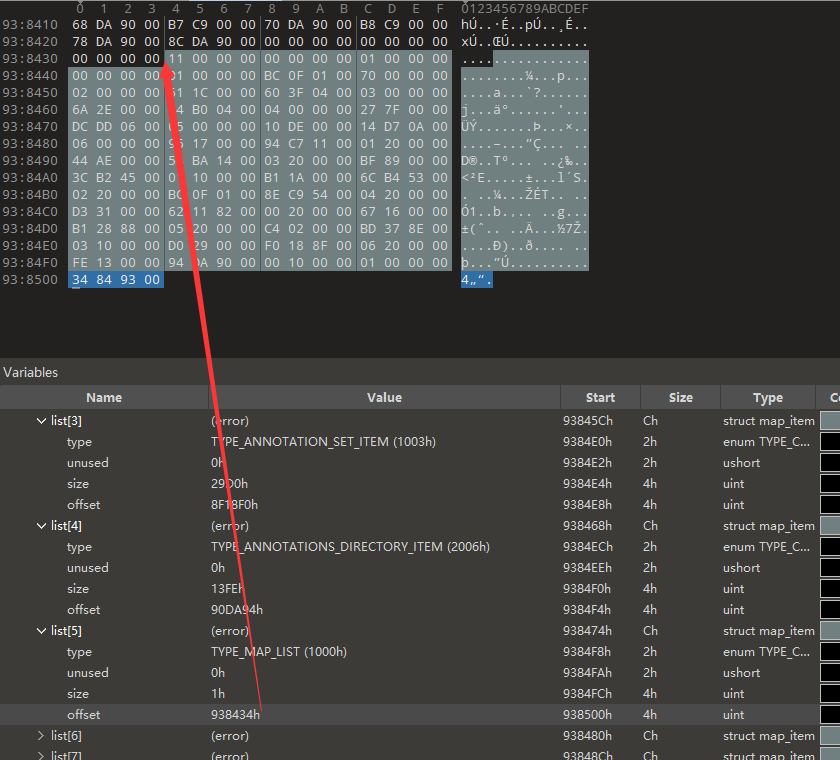 0 1 2 3 4 5 6 7 8 9 A B C D E F 0123456789ABCDEF
93:8410 68 DA 90 00 B7 C9 00 00 70 DA 90 00 B8 C9 00 00 hÚ..·É..pÚ..¸É..
93:8420 78 DA 90 00 8C DA 90 00 00 00 00 00 00 00 00 00 xÚ..ŒÚ..........
93:8430 00 00 00 00 11 00 00 00 00 00 00 00 01 00 00 00 ................
93:8440 00 00 00 00 01 00 00 00 BC 0F 01 00 70 00 00 00 ........¼...p...
93:8450 02 00 00 00 61 1C 00 00 60 3F 04 00 03 00 00 00 ....a...`?......
93:8460 6A 2E 00 00 E4 B0 04 00 04 00 00 00 27 7F 00 00 j...ä°......'...
93:8470 DC DD 06 00 05 00 00 00 10 DE 00 00 14 D7 0A 00 ÜÝ.......Þ...×..
93:8480 06 00 00 00 96 17 00 00 94 C7 11 00 01 20 00 00 ....–...”Ç... ..
93:8490 44 AE 00 00 54 BA 14 00 03 20 00 00 BF 89 00 00 D®..Tº... ..¿‰..
93:84A0 3C B2 45 00 01 10 00 00 B1 1A 00 00 6C B4 53 00 <²E.....±...l´S.
93:84B0 02 20 00 00 BC 0F 01 00 8E C9 54 00 04 20 00 00 . ..¼...ŽÉT.. ..
93:84C0 D3 31 00 00 62 11 82 00 00 20 00 00 67 16 00 00 Ó1..b.‚.. ..g...
93:84D0 B1 28 88 00 05 20 00 00 C4 02 00 00 BD 37 8E 00 ±(ˆ.. ..Ä...½7Ž.
93:84E0 03 10 00 00 D0 29 00 00 F0 18 8F 00 06 20 00 00 ....Ð)..ð.... ..
93:84F0 FE 13 00 00 94 DA 90 00 00 10 00 00 01 00 00 00 þ...”Ú..........
93:8500 34 84 93 00 4„“.
Variables
Name Value Start Size Type Co
list[3] (error) 93845Ch Ch struct map_item
type TYPE_ANNOTATION_SET_ITEM (1003h) 9384E0h 2h enum TYPE_C...
unused 0h 9384E2h 2h ushort
size 29D0h 9384E4h 4h uint
offset 8F18F0h 9384E8h 4h uint
list[4] (error) 938468h Ch struct map_item
type TYPE_ANNOTATIONS_DIRECTORY_ITEM (2006h) 9384ECh 2h enum TYPE_C...
unused 0h 9384EEh 2h ushort
size 13FEh 9384F0h 4h uint
offset 90DA94h 9384F4h 4h uint
list[5] (error) 938474h Ch struct map_item
type TYPE_MAP_LIST (1000h) 9384F8h 2h enum TYPE_C...
unused 0h 9384FAh 2h ushort
size 1h 9384FCh 4h uint
offset 938434h 938500h 4h uint
list[6] (error) 938480h Ch struct map_item
list[7] (error) 93848Ch Ch struct map_item